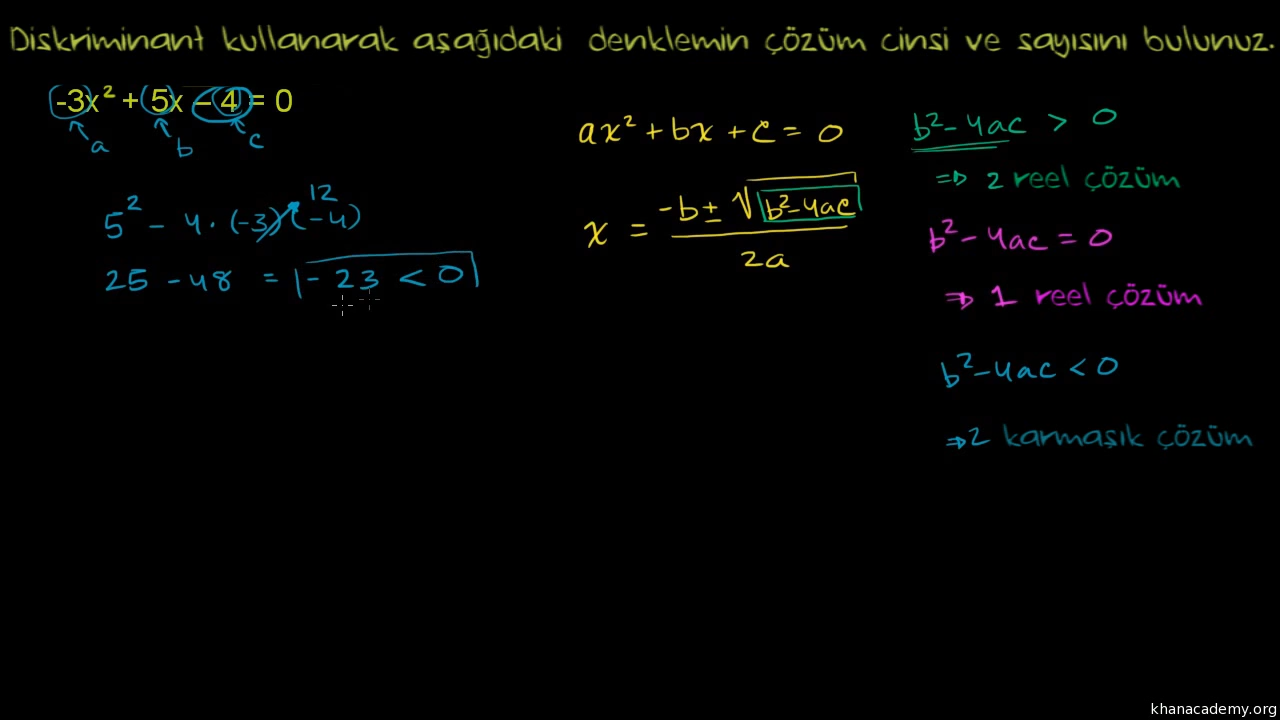 Diskriminant kullanarak aşağıdaki denklemin çözüm cinsi ve sayısını bulunuz.
-3x² + 5x – 4 = 0
a b c
5² - 4 · (-3) (-4)
12
25 - 48 = -23 < 0
ax² + bx + c = 0
x = -b ± √b²-4ac
2a
b² - 4ac > 0
⇒ 2 reel çözüm
b² - 4ac = 0
⇒ 1 reel çözüm
b² - 4ac < 0
⇒ 2 karmaşık çözüm
khanacademy.org